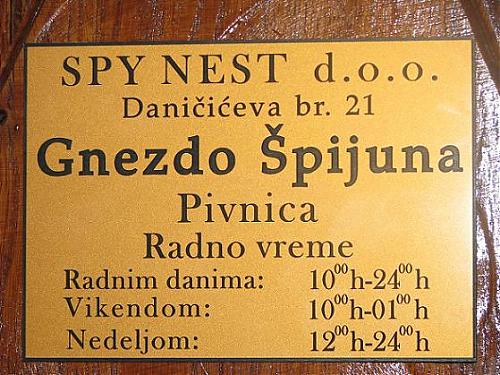 SPY NEST d.o.o.
Daničićeva br. 21
Gnezdo Špijuna
Pivnica
Radno vreme
Radnim danima: 10⁰⁰h-24⁰⁰h
Vikendom: 10⁰⁰h-01⁰⁰h
Nedeljom: 12⁰⁰h-24⁰⁰h